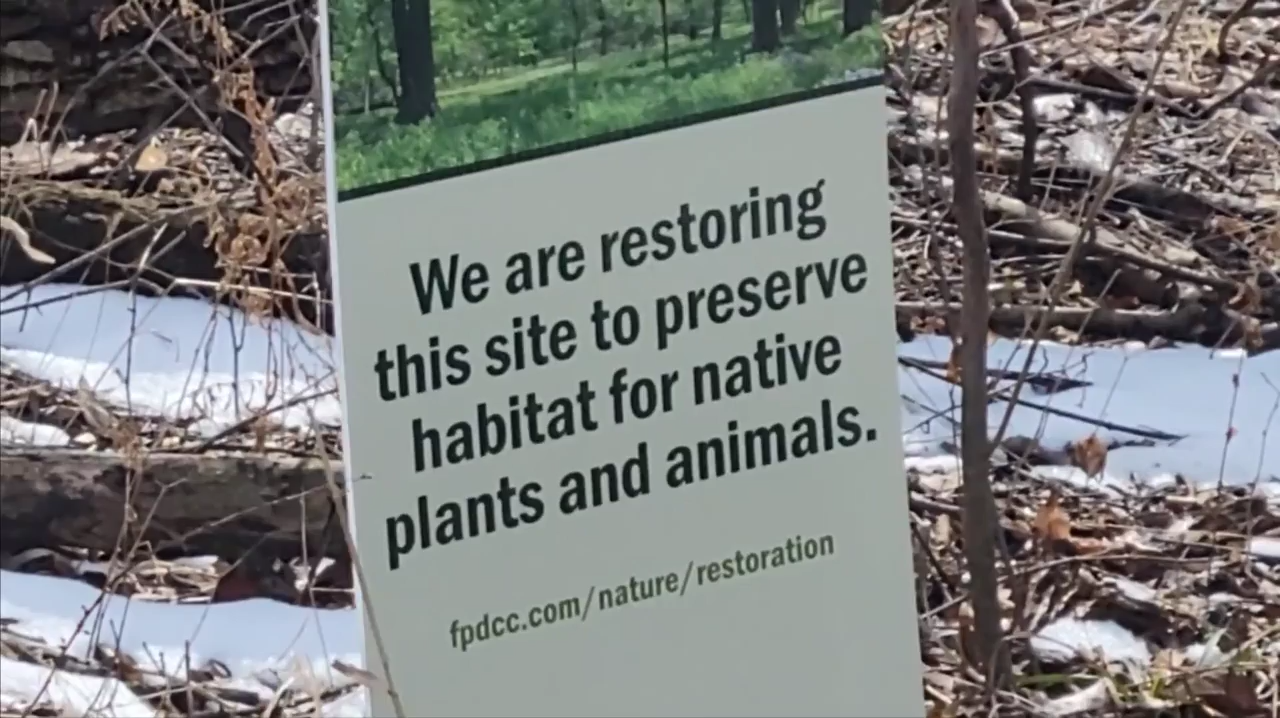 We are restoring
this site to preserve
habitat for native
plants and animals.
fpdcc.com/nature/restoration